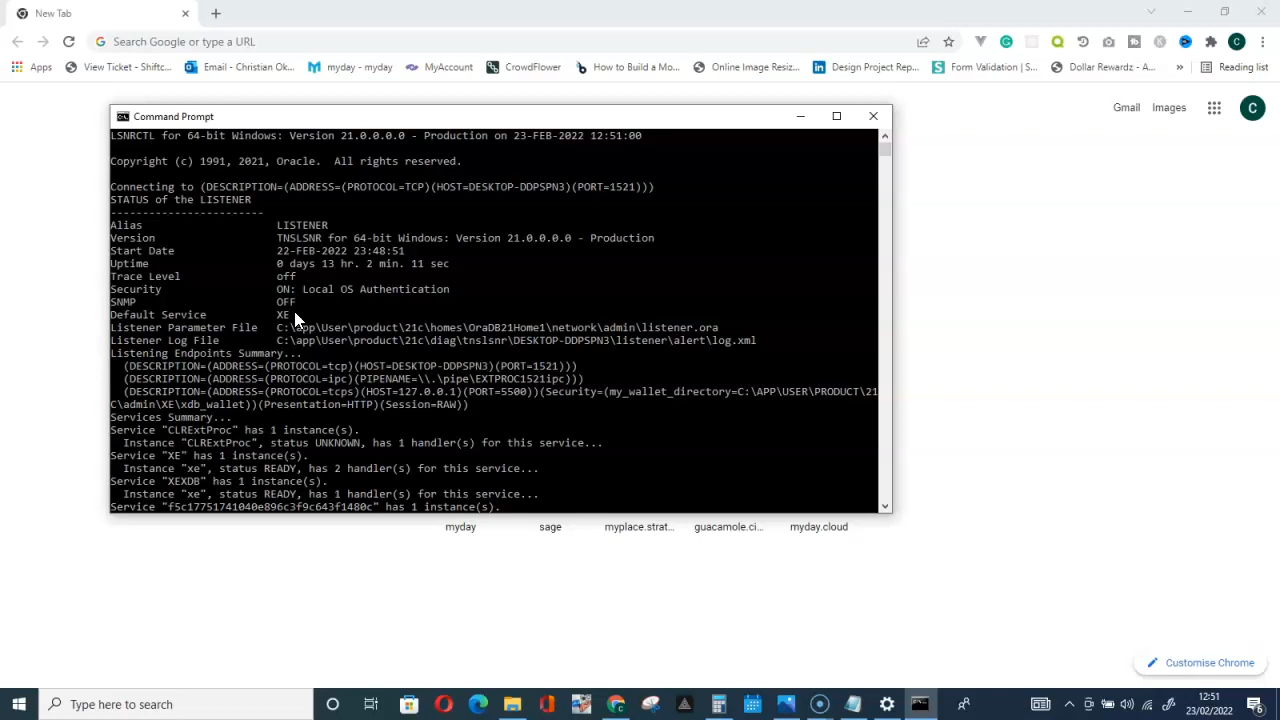 New Tab
Search Google or type a URL
Apps
View Ticket - Shiftc...
Email - Christian Ok...
myday - myday
MyAccount
CrowdFlower
How to Build a Mo...
Online Image Resiz...
Design Project Rep...
Form Validation | S...
Dollar Rewardz - A...
»
Reading list
Gmail
Images
C
Command Prompt
LSNRCTL for 64-bit Windows: Version 21.0.0.0.0 - Production on 23-FEB-2022 12:51:00
Copyright (c) 1991, 2021, Oracle.  All rights reserved.
Connecting to (DESCRIPTION=(ADDRESS=(PROTOCOL=TCP)(HOST=DESKTOP-DDPSPN3)(PORT=1521)))
STATUS of the LISTENER
------------------------
Alias                     LISTENER
Version                   TNSLSNR for 64-bit Windows: Version 21.0.0.0.0 - Production
Start Date                22-FEB-2022 23:48:51
Uptime                    0 days 13 hr. 2 min. 11 sec
Trace Level               off
Security                  ON: Local OS Authentication
SNMP                      OFF
Default Service           XE
Listener Parameter File   C:\app\User\product\21c\homes\OraDB21Home1\network\admin\listener.ora
Listener Log File         C:\app\User\product\21c\diag\tnslsnr\DESKTOP-DDPSPN3\listener\alert\log.xml
Listening Endpoints Summary...
(DESCRIPTION=(ADDRESS=(PROTOCOL=tcp)(HOST=DESKTOP-DDPSPN3)(PORT=1521)))
(DESCRIPTION=(ADDRESS=(PROTOCOL=ipc)(PIPENAME=\\.\pipe\EXTPROC1521ipc)))
(DESCRIPTION=(ADDRESS=(PROTOCOL=tcps)(HOST=127.0.0.1)(PORT=5500))(Security=(my_wallet_directory=C:\APP\USER\PRODUCT\21
C\admin\XE\xdb_wallet))(Presentation=HTTP)(Session=RAW))
Services Summary...
Service "CLRExtProc" has 1 instance(s).
Instance "CLRExtProc", status UNKNOWN, has 1 handler(s) for this service...
Service "XE" has 1 instance(s).
Instance "xe", status READY, has 2 handler(s) for this service...
Service "XEXDB" has 1 instance(s).
Instance "xe", status READY, has 1 handler(s) for this service...
Service "f5c17751741040e896c3f9c643f1480c" has 1 instance(s).
myday
sage
myplace.strat...
guacamole.ci...
myday.cloud
Customise Chrome
Type here to search
12:51
23/02/2022
6